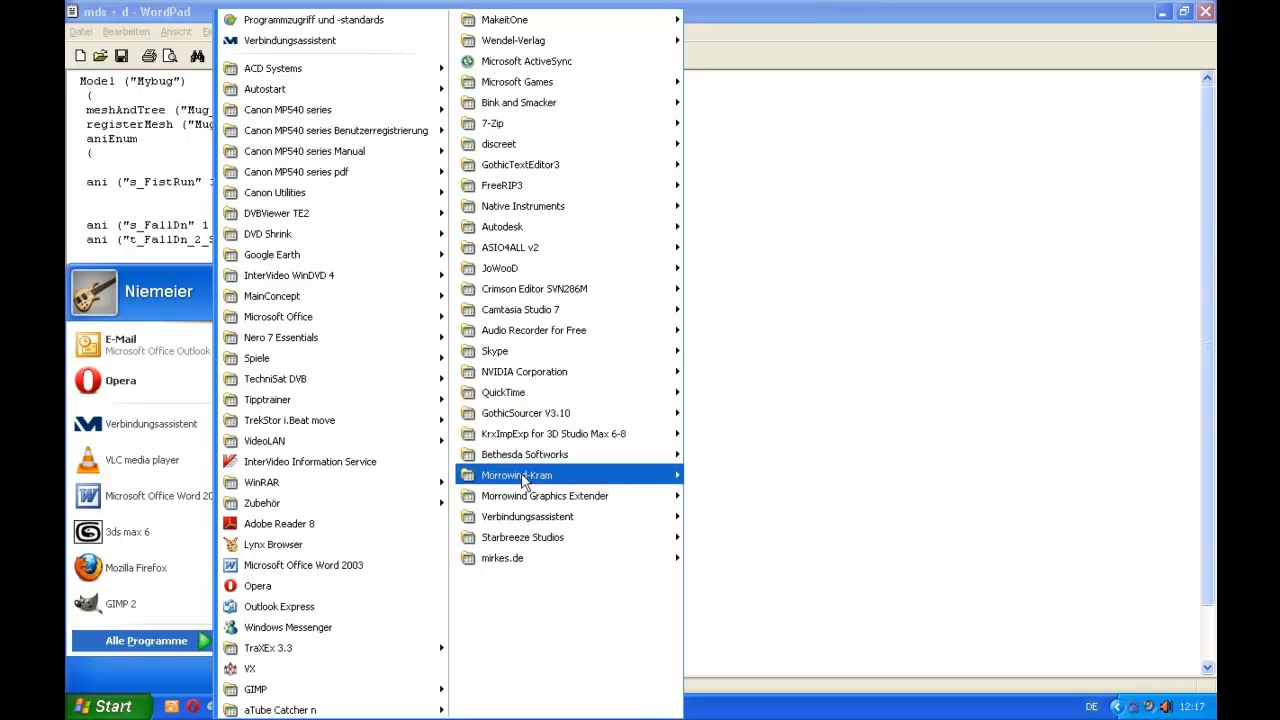 mds + d - WordPad
Datei Bearbeiten Ansicht
Model ("Mybug")
{
meshAndTree ("Mug_
registerMesh ("Mug
aniEnum
{
ani ("s_FistRun"
ani ("s_FallDn" 1
ani ("t_FallDn_2_S
Niemeier
E-Mail
Microsoft Office Outlook
Opera
Verbindungsassistent
VLC media player
Microsoft Word 20
3ds max 6
Mozilla Firefox
GIMP 2
Alle Programme
Programmzugriff und -standards
Verbindungsassistent
ACD Systems
Autostart
Canon MP540 series
Canon MP540 series Benutzerregistrierung
Canon MP540 series Manual
Canon MP540 series pdf
Canon Utilities
DVBViewer TE2
DVD Shrink
Google Earth
InterVideo WinDVD 4
MainConcept
Microsoft Office
Nero 7 Essentials
Spiele
TechniSat DVB
Tipptrainer
TrekStor i.Beat move
VideoLAN
InterVideo Information Service
WinRAR
Zubehör
Adobe Reader 8
Lynx Browser
Microsoft Office Word 2003
Opera
Outlook Express
Windows Messenger
TraXEx 3.3
VX
GIMP
aTube Catcher n
MakeitOne
Wendel-Verlag
Microsoft ActiveSync
Microsoft Games
Bink and Smacker
7-Zip
discreet
GothicTextEditor3
FreeRIP3
Native Instruments
Autodesk
ASIO4ALL v2
JoWooD
Crimson Editor SVN286M
Camtasia Studio 7
Audio Recorder for Free
Skype
NVIDIA Corporation
QuickTime
GothicSourcer V3.10
KrxImpExp for 3D Studio Max 6-8
Bethesda Softworks
Morrowind-Kram
Morrowind Graphics Extender
Verbindungsassistent
Starbreeze Studios
mirkes.de
Start
DE
12:17